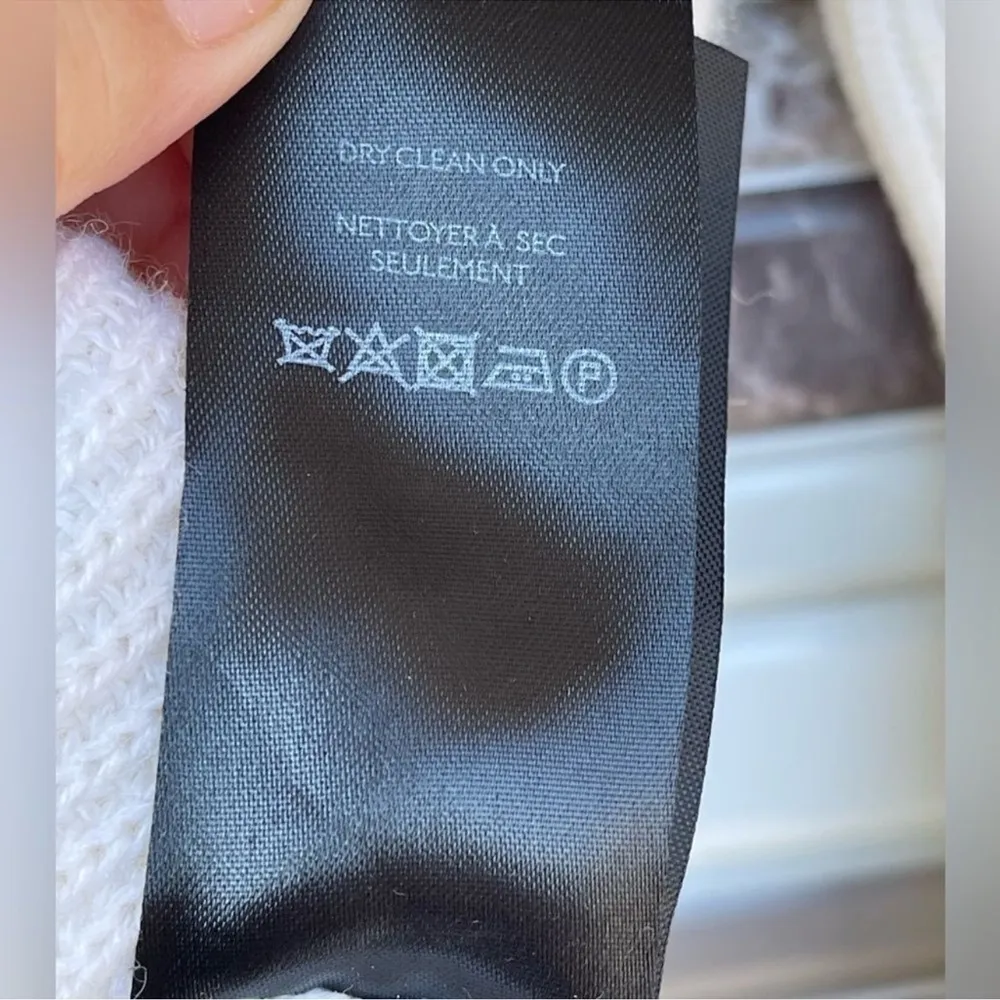 DRY CLEAN ONLY
NETTOYER À SEC
SEULEMENT
P